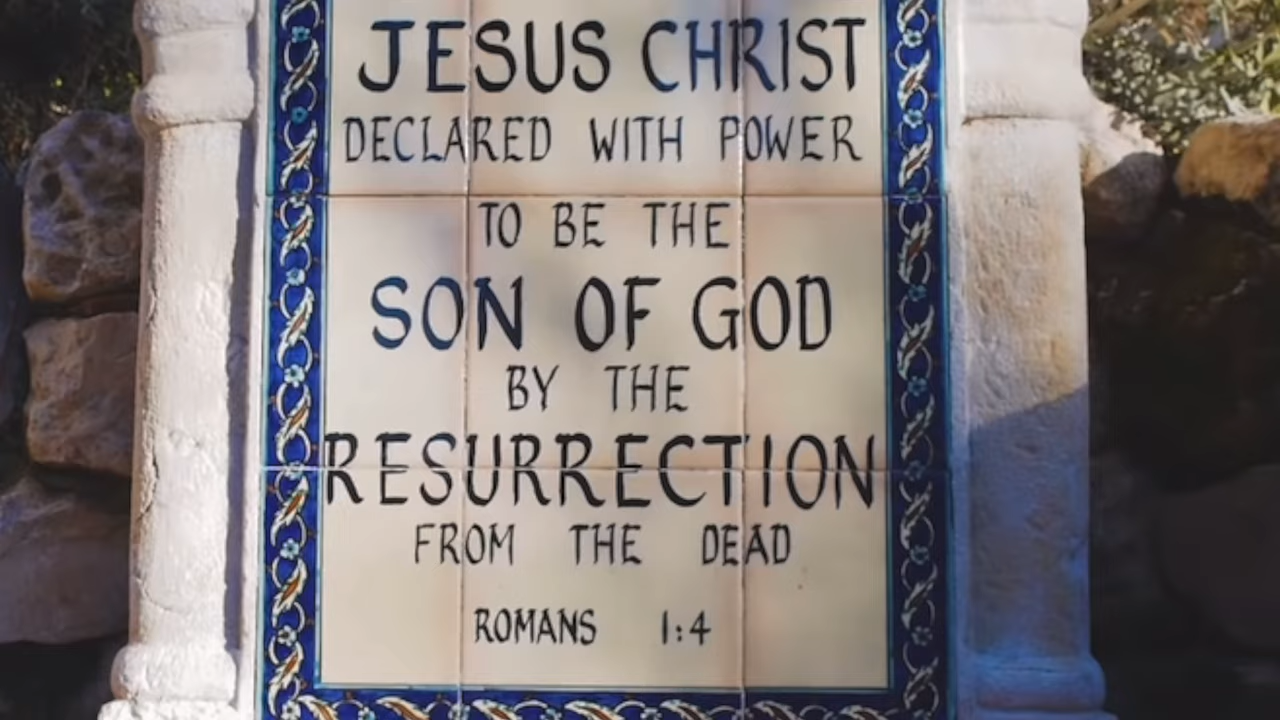 JESUS CHRIST
DECLARED WITH POWER
TO BE THE
SON OF GOD
BY THE
RESURRECTION
FROM THE DEAD
ROMANS 1:4